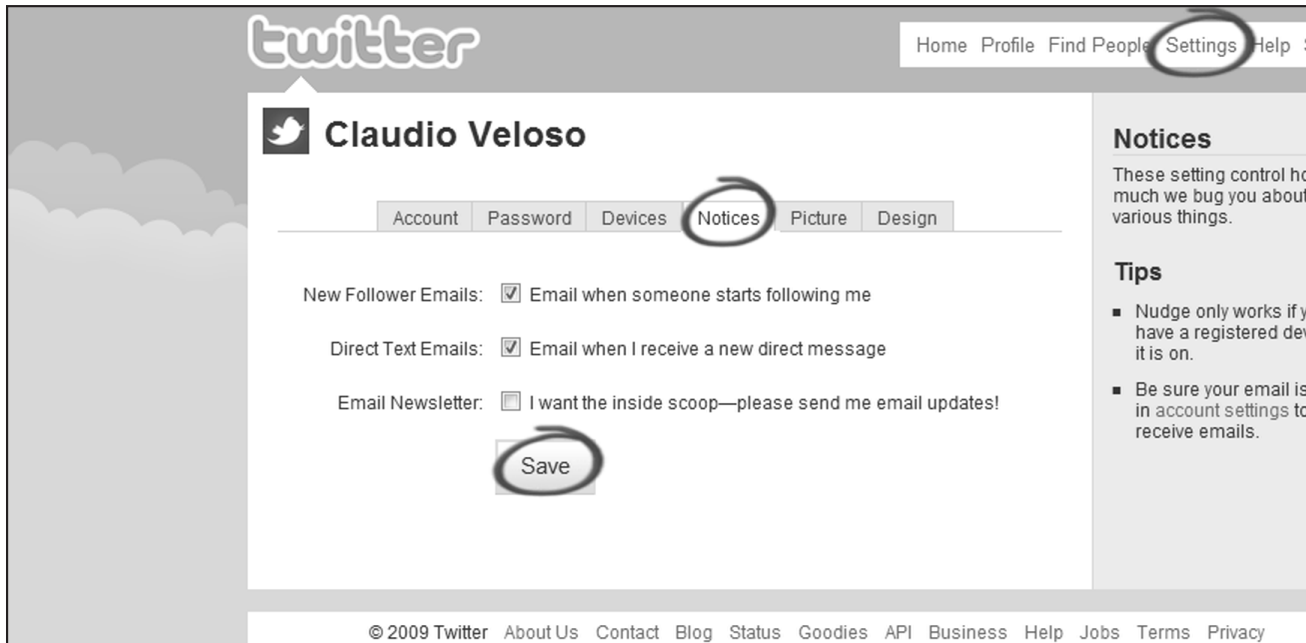 twitter
Home Profile Find People Settings Help
Claudio Veloso
Account Password Devices Notices Picture Design
New Follower Emails: Email when someone starts following me
Direct Text Emails: Email when I receive a new direct message
Email Newsletter: I want the inside scoop—please send me email updates!
Save
Notices
These setting control
much we bug you about
various things.
Tips
Nudge only works if
have a registered
it is on.
Be sure your email is
in account settings
receive emails.
© 2009 Twitter About Us Contact Blog Status Goodies API Business Help Jobs Terms Privacy